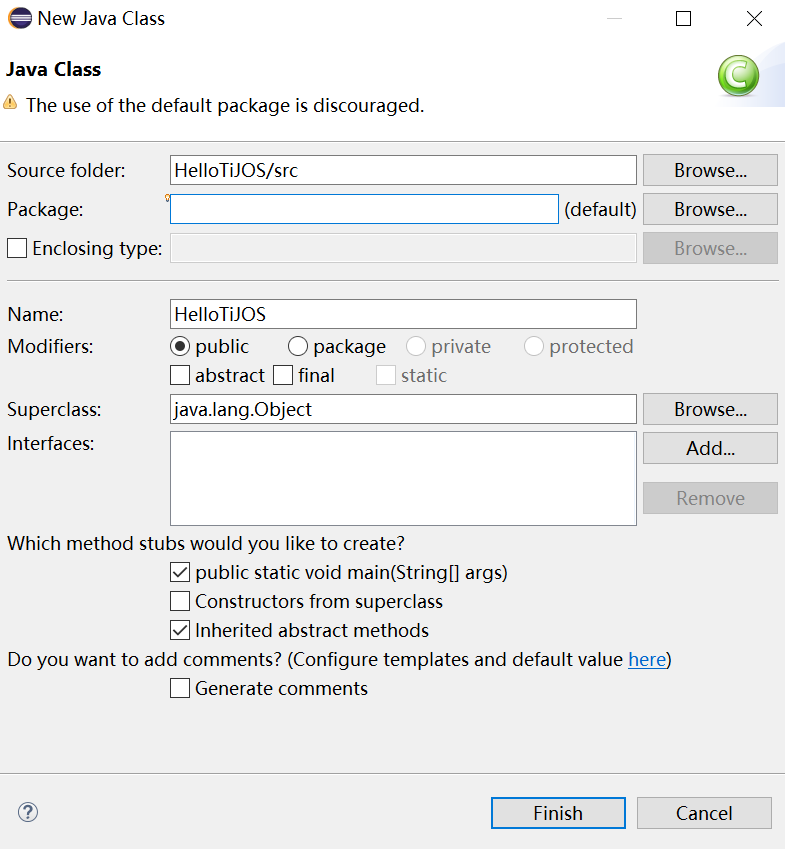 New Java Class
Java Class
The use of the default package is discouraged.
Source folder: HelloTiJOS/src Browse...
Package: (default) Browse...
Enclosing type: Browse...
Name: HelloTiJOS
Modifiers: public package private protected
abstract final static
Superclass: java.lang.Object Browse...
Interfaces: Add...
Remove
Which method stubs would you like to create?
public static void main(String[] args)
Constructors from superclass
Inherited abstract methods
Do you want to add comments? (Configure templates and default value here)
Generate comments
? Finish Cancel